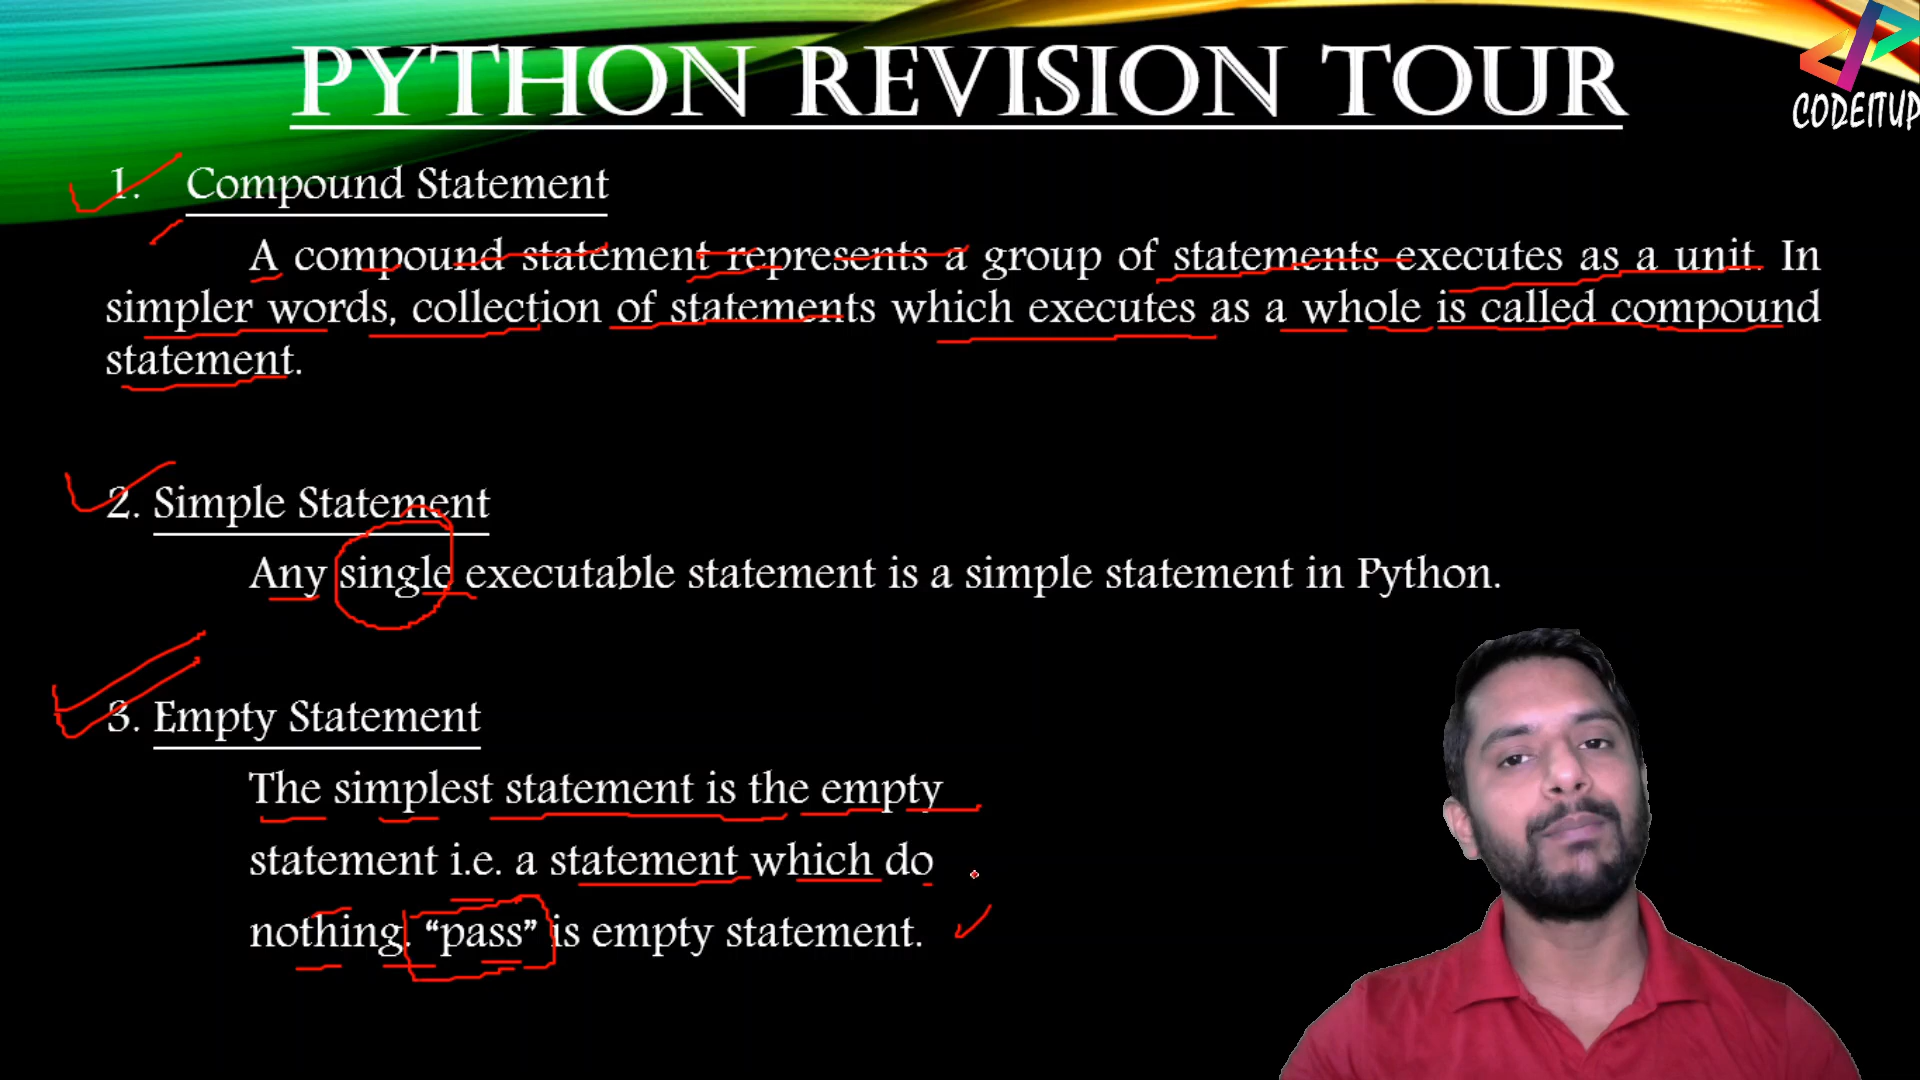 PYTHON REVISION TOUR
CODEITUP
1. Compound Statement
A compound statement represents a group of statements executes as a unit. In
simpler words, collection of statements which executes as a whole is called compound
statement.
2. Simple Statement
Any single executable statement is a simple statement in Python.
3. Empty Statement
The simplest statement is the empty
statement i.e. a statement which do
nothing. “pass” is empty statement.